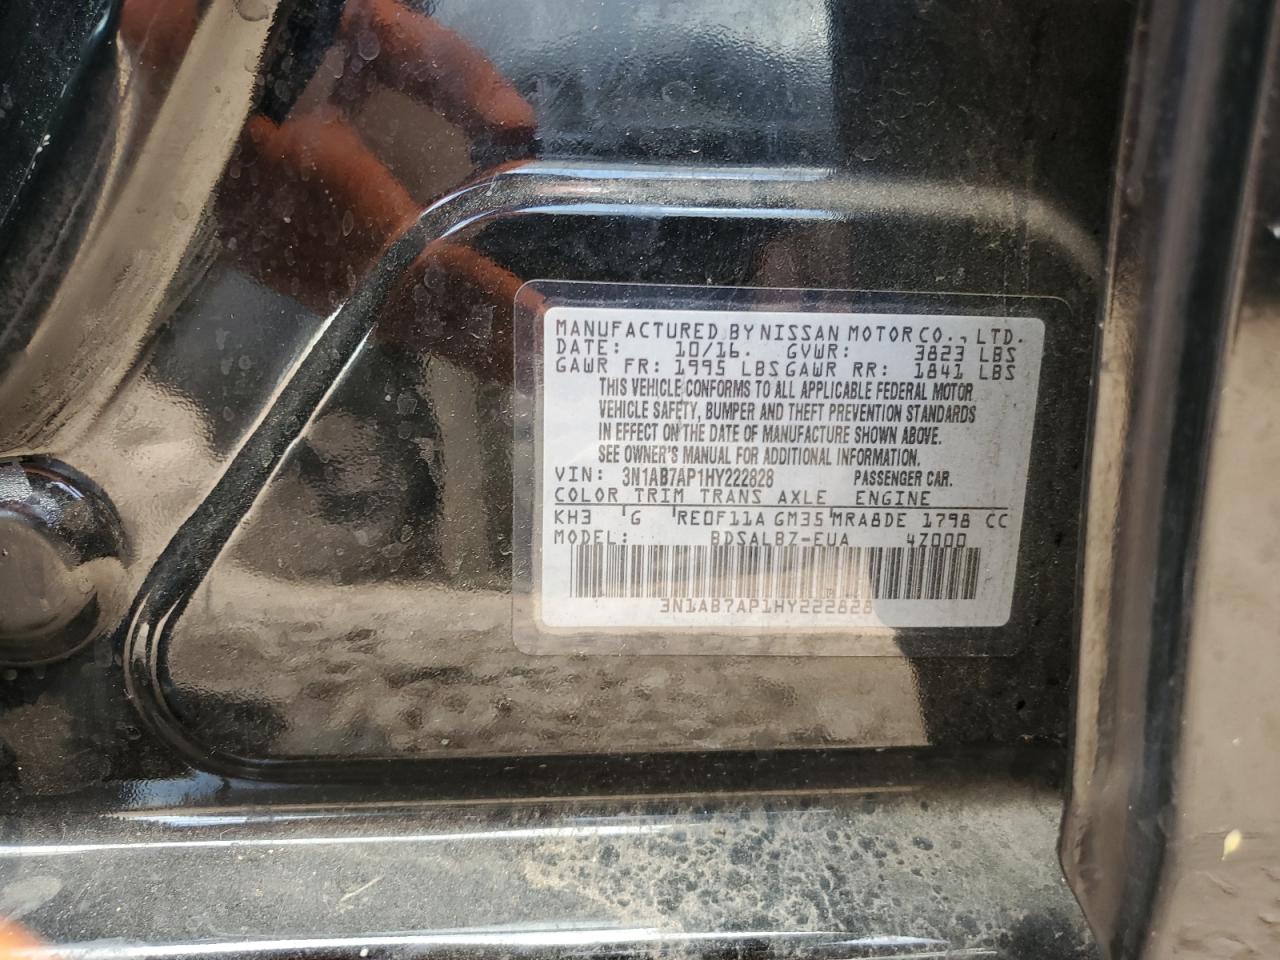 MANUFACTURED BY NISSAN MOTOR CO., LTD.
DATE: 10/16. GVWR: 3823 LBS
GAWR FR: 1995 LBS GAWR RR: 1841 LBS
THIS VEHICLE CONFORMS TO ALL APPLICABLE FEDERAL MOTOR
VEHICLE SAFETY, BUMPER AND THEFT PREVENTION STANDARDS
IN EFFECT ON THE DATE OF MANUFACTURE SHOWN ABOVE.
SEE OWNER'S MANUAL FOR ADDITIONAL INFORMATION.
VIN: 3N1AB7AP1HY222828 PASSENGER CAR.
COLOR TRIM TRANS AXLE ENGINE
KH3 G RE0F11A GM35 MRA8DE 1798 CC
MODEL: BDSALBZ-EUA 4Z000
3N1AB7AP1HY222828